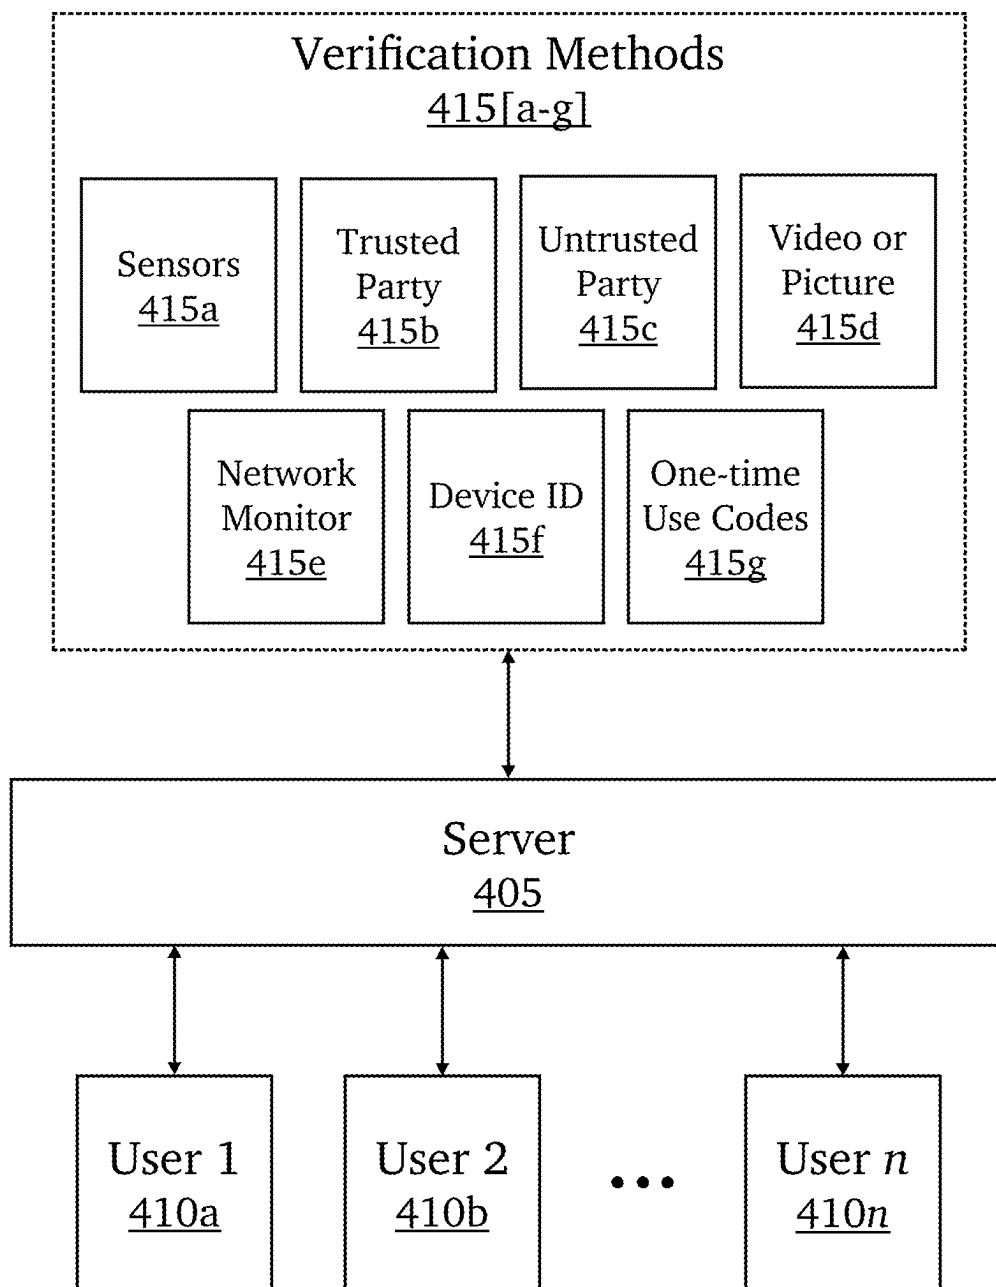 Verification Methods
415[a-g]
Sensors
415a
Trusted
Party
415b
Untrusted
Party
415c
Video or
Picture
415d
Network
Monitor
415e
Device ID
415f
One-time
Use Codes
415g
Server
405
User 1
410a
User 2
410b
...
User n
410n